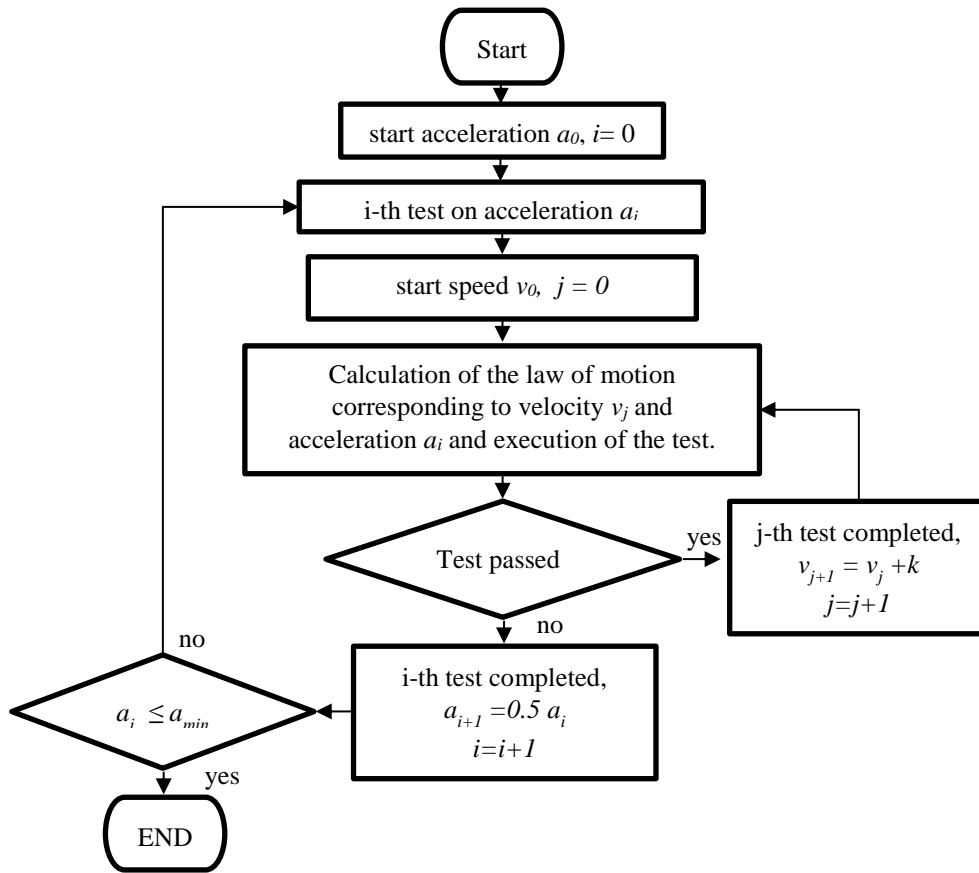 Start
start acceleration a0, i= 0
i-th test on acceleration ai
start speed v0, j = 0
Calculation of the law of motion
corresponding to velocity vj and
acceleration ai and execution of the test.
Test passed
yes
j-th test completed,
vj+1 = vj +k
j=j+1
no
i-th test completed,
ai+1 =0.5 ai
i=i+1
no
ai ≤ amin
yes
END